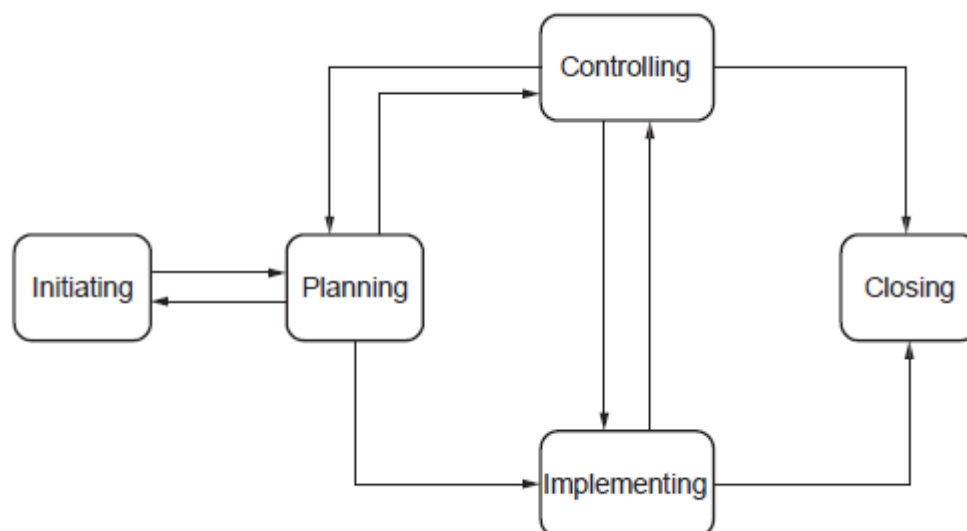 Controlling
Initiating
Planning
Closing
Implementing